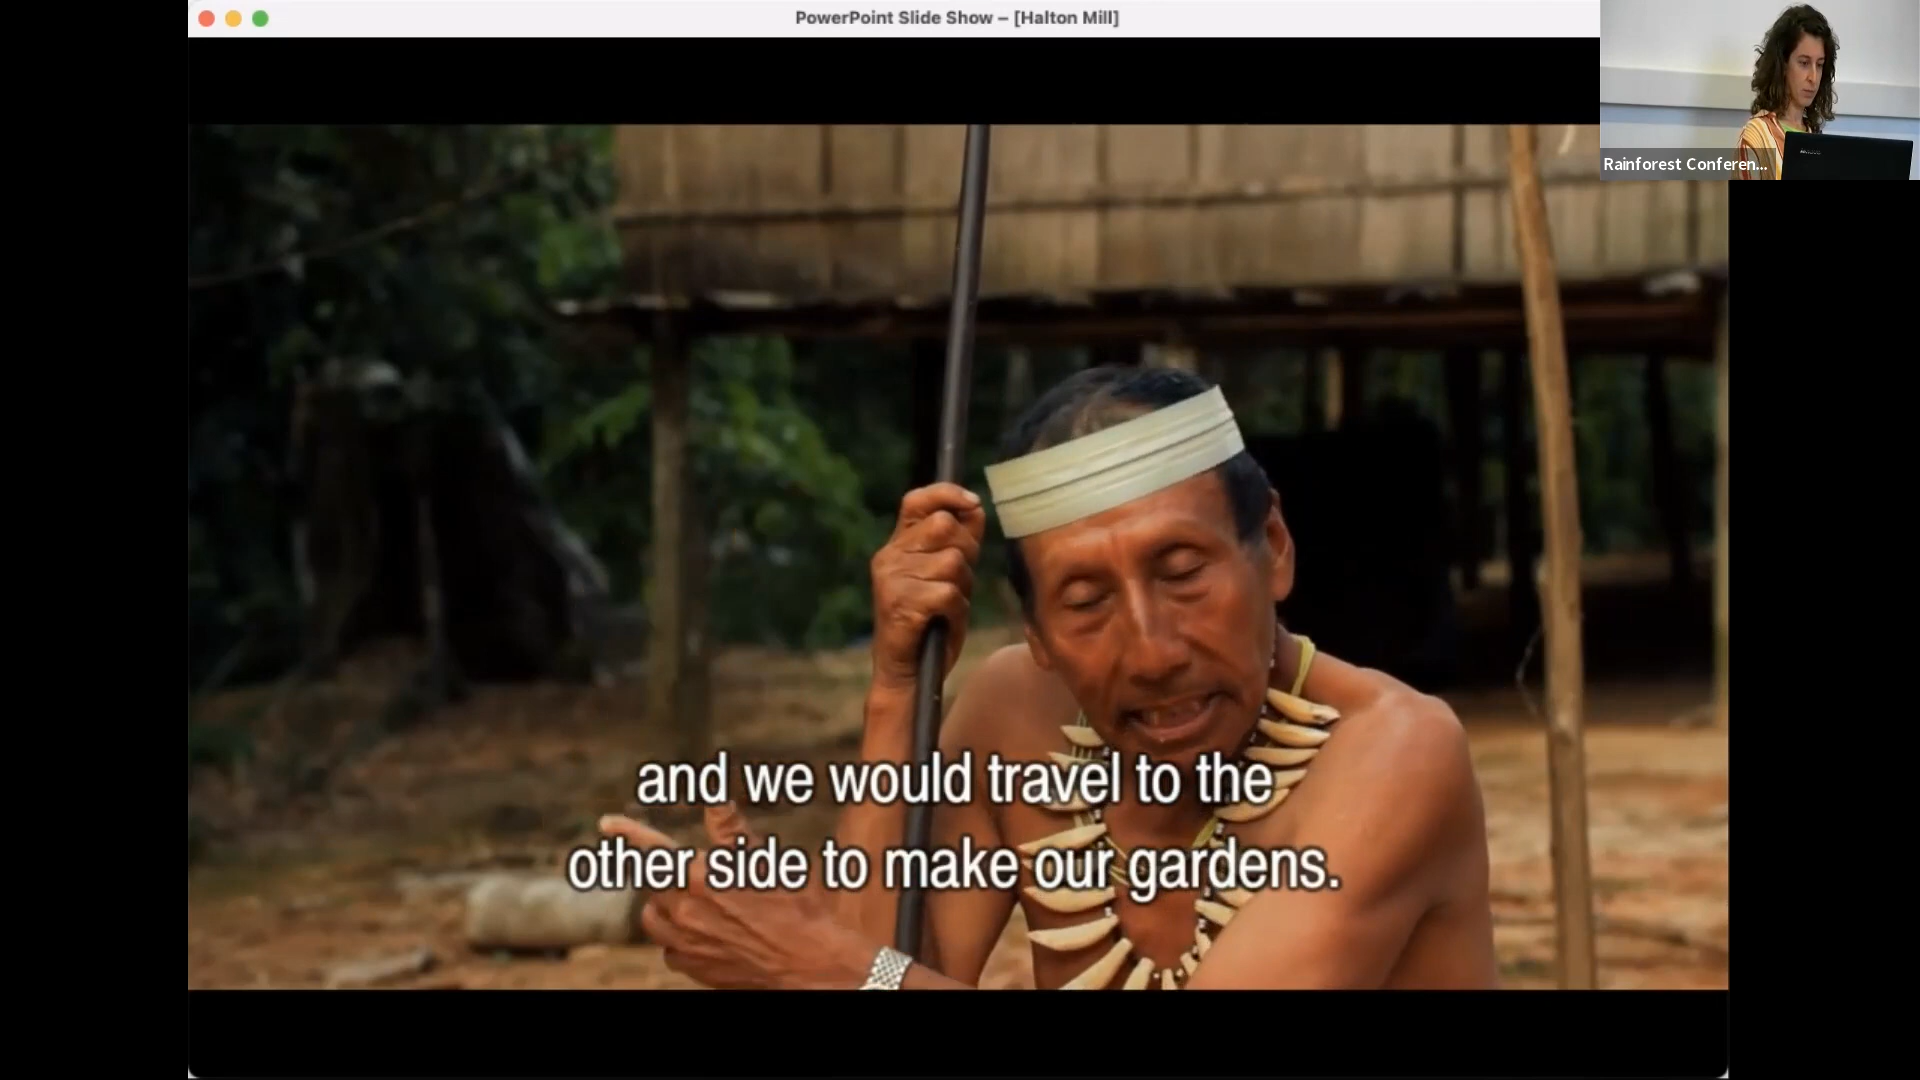 PowerPoint Slide Show – [Halton Mill]
Rainforest Conferen...
and we would travel to the
other side to make our gardens.